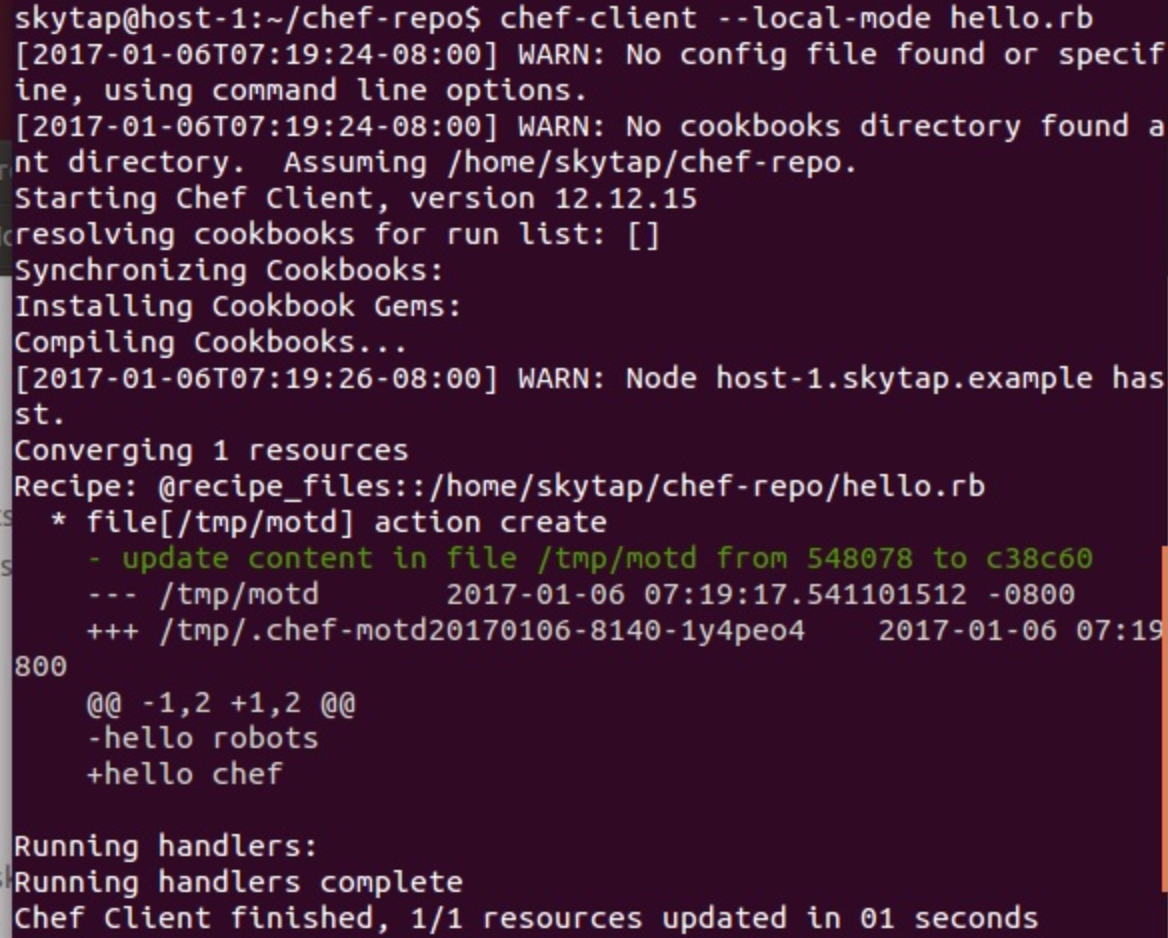 skytap@host-1:~/chef-repo$ chef-client --local-mode hello.rb
[2017-01-06T07:19:24-08:00] WARN: No config file found or specif
ine, using command line options.
[2017-01-06T07:19:24-08:00] WARN: No cookbooks directory found a
nt directory.  Assuming /home/skytap/chef-repo.
Starting Chef Client, version 12.12.15
resolving cookbooks for run list: []
Synchronizing Cookbooks:
Installing Cookbook Gems:
Compiling Cookbooks...
[2017-01-06T07:19:26-08:00] WARN: Node host-1.skytap.example has
st.
Converging 1 resources
Recipe: @recipe_files::/home/skytap/chef-repo/hello.rb
  * file[/tmp/motd] action create
    - update content in file /tmp/motd from 548078 to c38c60
    --- /tmp/motd       2017-01-06 07:19:17.541101512 -0800
    +++ /tmp/.chef-motd20170106-8140-1y4peo4    2017-01-06 07:19
800
    @@ -1,2 +1,2 @@
    -hello robots
    +hello chef

Running handlers:
Running handlers complete
Chef Client finished, 1/1 resources updated in 01 seconds